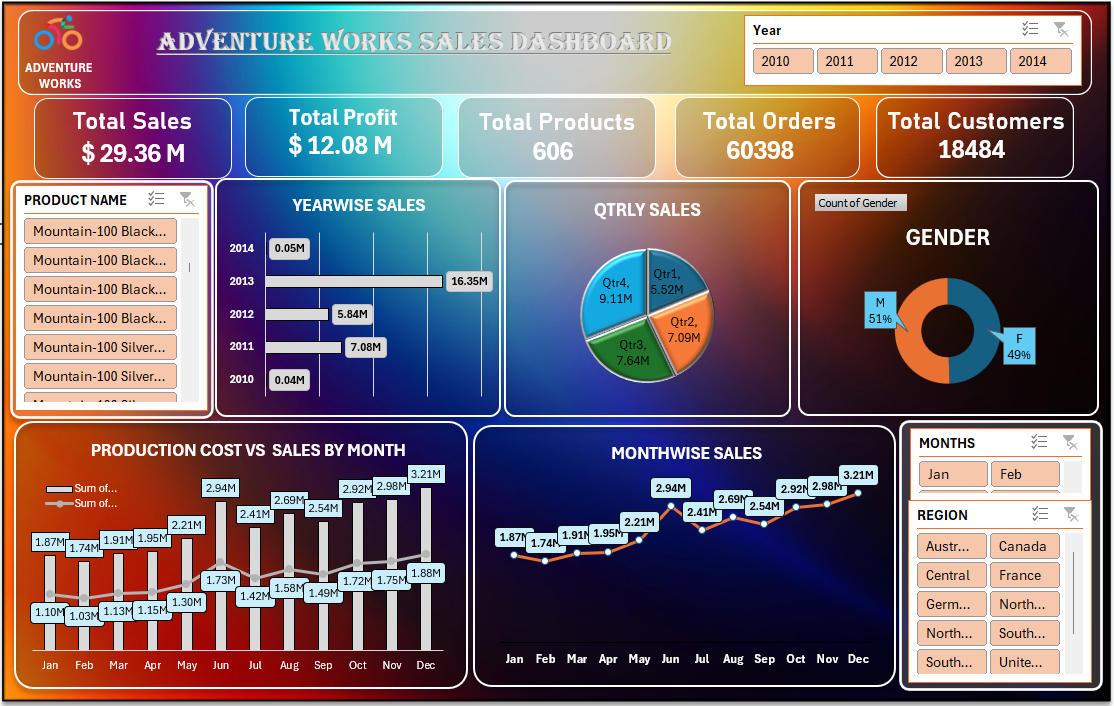 ADVENTURE WORKS
ADVENTURE WORKS SALES DASHBOARD
Year
2010 2011 2012 2013 2014
Total Sales
$ 29.36 M
Total Profit
$ 12.08 M
Total Products
606
Total Orders
60398
Total Customers
18484
PRODUCT NAME
Mountain-100 Black...
Mountain-100 Black...
Mountain-100 Black...
Mountain-100 Black...
Mountain-100 Silver...
Mountain-100 Silver...
YEARWISE SALES
2014 0.05M
2013 16.35M
2012 5.84M
2011 7.08M
2010 0.04M
QTRLY SALES
Qtr1, 5.52M
Qtr2, 7.09M
Qtr3, 7.64M
Qtr4, 9.11M
Count of Gender
GENDER
M 51%
F 49%
PRODUCTION COST VS SALES BY MONTH
Sum of...
Sum of...
1.87M 1.74M 1.91M 1.95M 2.21M 2.94M 2.41M 2.69M 2.54M 2.92M 2.98M 3.21M
1.10M 1.03M 1.13M 1.15M 1.30M 1.73M 1.42M 1.58M 1.49M 1.72M 1.75M 1.88M
Jan Feb Mar Apr May Jun Jul Aug Sep Oct Nov Dec
MONTHWISE SALES
1.87M 1.74M 1.91M 1.95M 2.21M 2.94M 2.41M 2.69M 2.54M 2.92M 2.98M 3.21M
Jan Feb Mar Apr May Jun Jul Aug Sep Oct Nov Dec
MONTHS
Jan Feb
REGION
Austr... Canada
Central France
Germ... North...
North... South...
South... Unite...